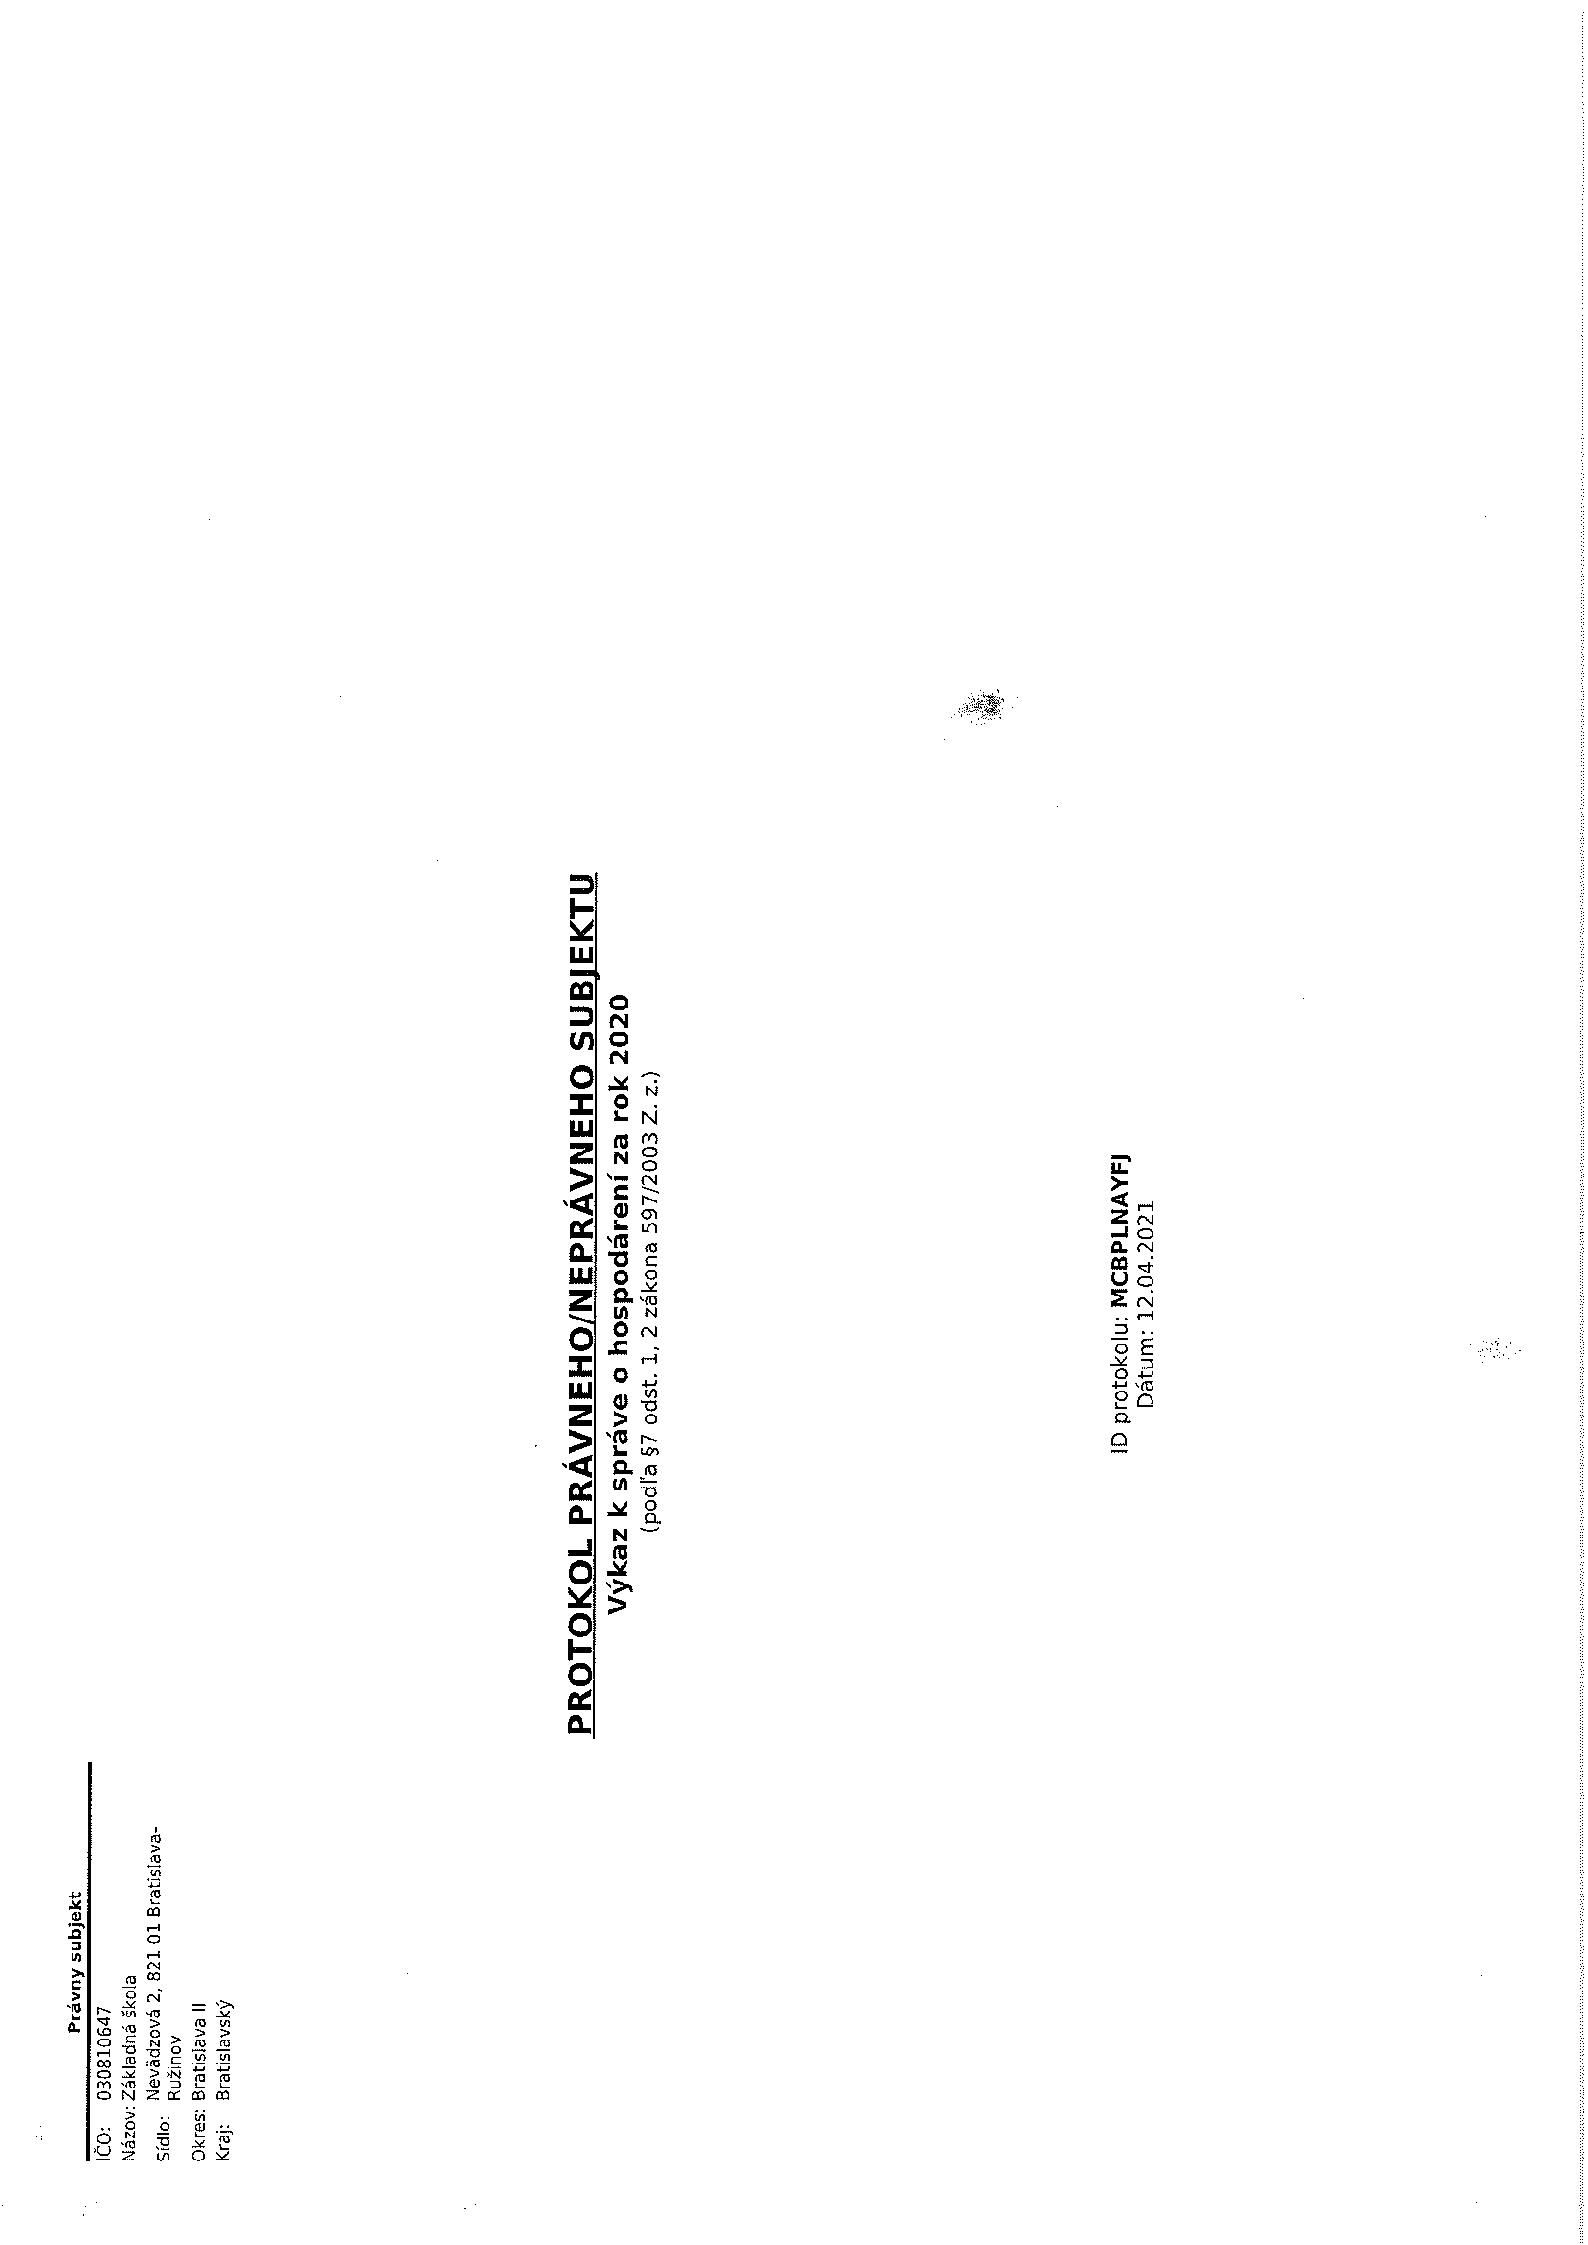 Právny subjekt
IČO: 030810647
Názov: Základná škola
Sídlo: Nevädzová 2, 821 01 Bratislava-
Ružinov
Okres: Bratislava II
Kraj: Bratislavský
PROTOKOL PRÁVNEHO/NEPRÁVNEHO SUBJEKTU
Výkaz k správe o hospodárení za rok 2020
(podľa §7 odst. 1, 2 zákona 597/2003 Z. z.)
ID protokolu: MCBPLNAYFJ
Dátum: 12.04.2021